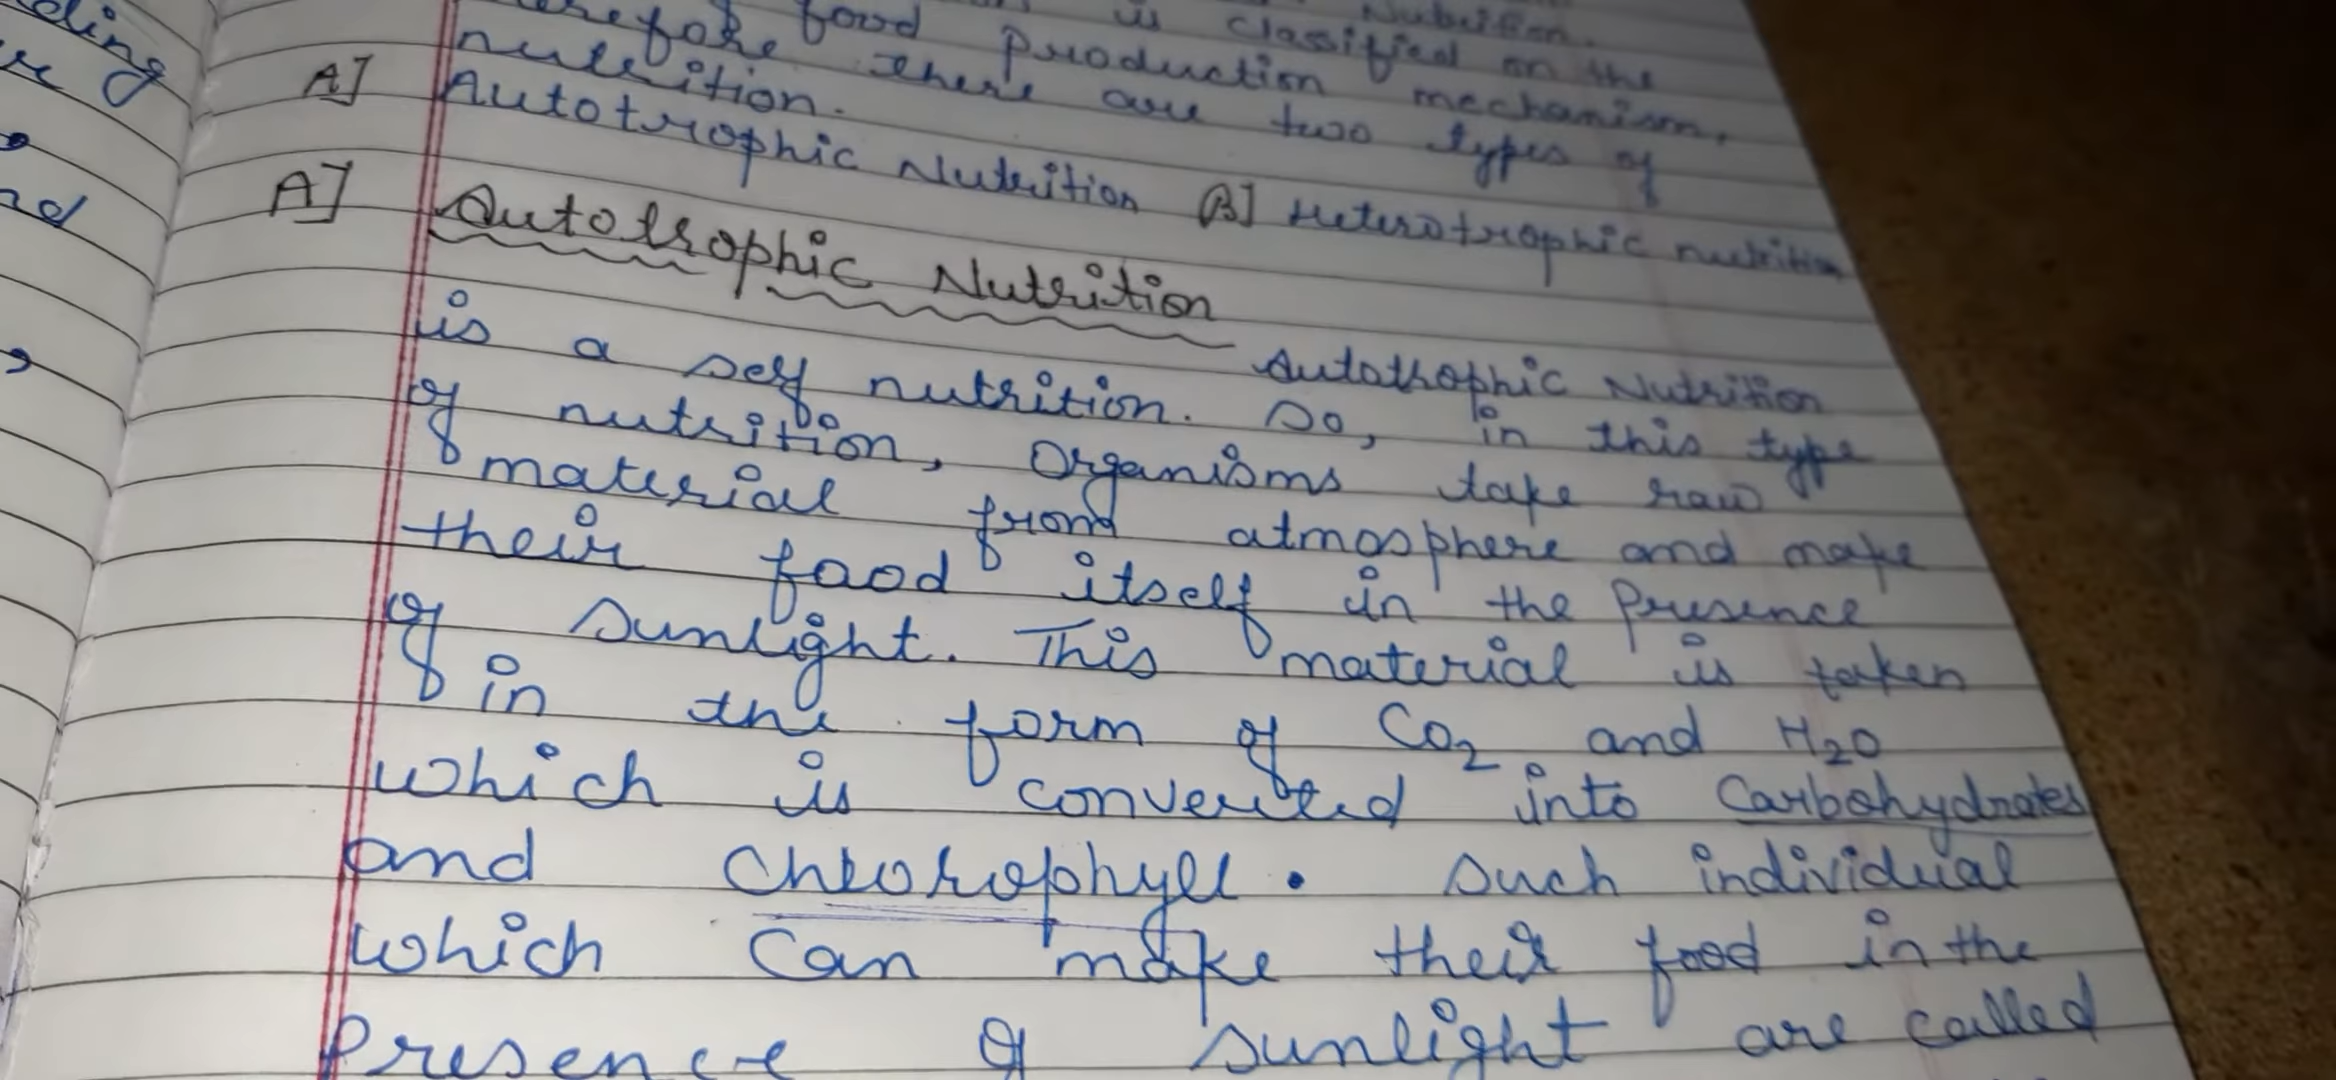 ding
Nutrition.
is classified on the
food production mechanism,
therefore there are two types of
nutrition.
A] Autotrophic Nutrition B] Heterotrophic nutrition
A] Autotrophic Nutrition
Autotrophic Nutrition
is a self nutrition. So, in this type
of nutrition, Organisms take raw
material from atmosphere and make
their food itself in the Presence
of sunlight. This material is taken
in the form of CO2 and H2O
which is converted into Carbohydrates
and Chlorophyll. Such individual
which can make their food in the
Presence of sunlight are called